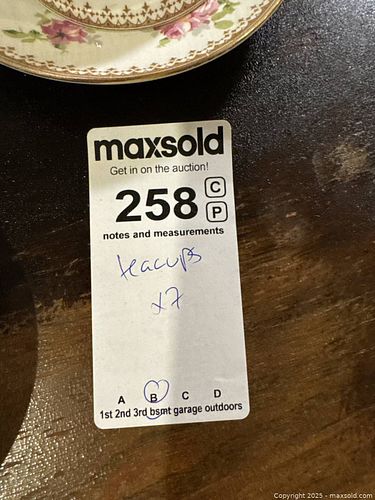 maxsold
Get in on the auction!
258 C
P
notes and measurements
teacups
x7
A B C D
1st 2nd 3rd bsmt garage outdoors
Copyright © 2025 - maxsold.com